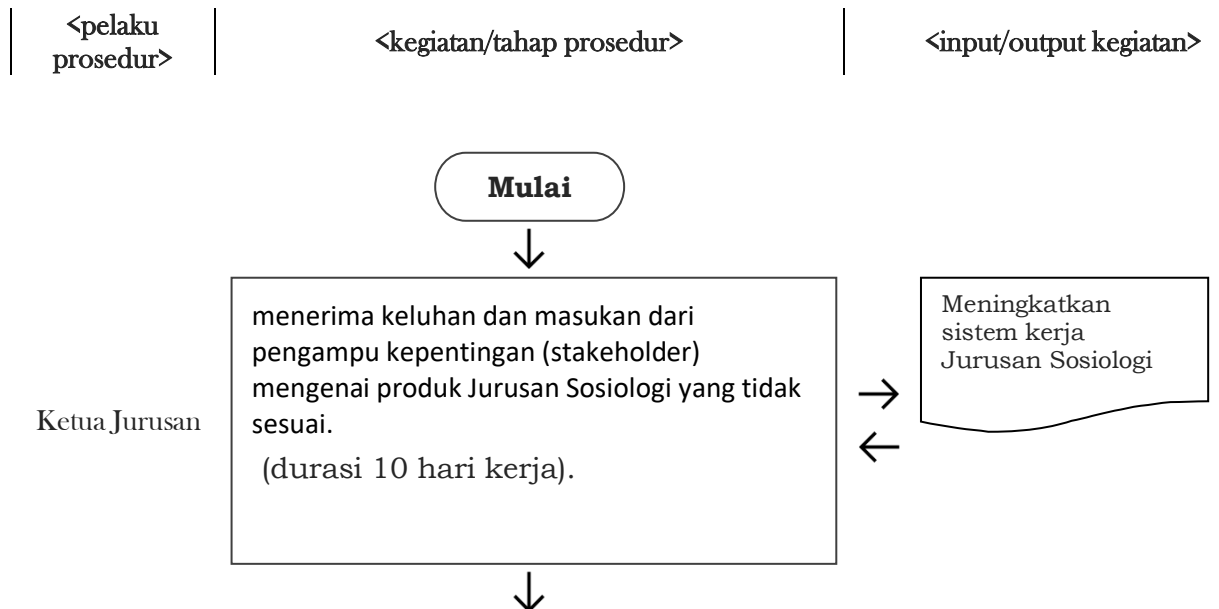 <pelaku
prosedur>
<kegiatan/tahap prosedur>
<input/output kegiatan>
Mulai
menerima keluhan dan masukan dari
pengampu kepentingan (stakeholder)
mengenai produk Jurusan Sosiologi yang tidak
sesuai.
(durasi 10 hari kerja).
Ketua Jurusan
Meningkatkan
sistem kerja
Jurusan Sosiologi